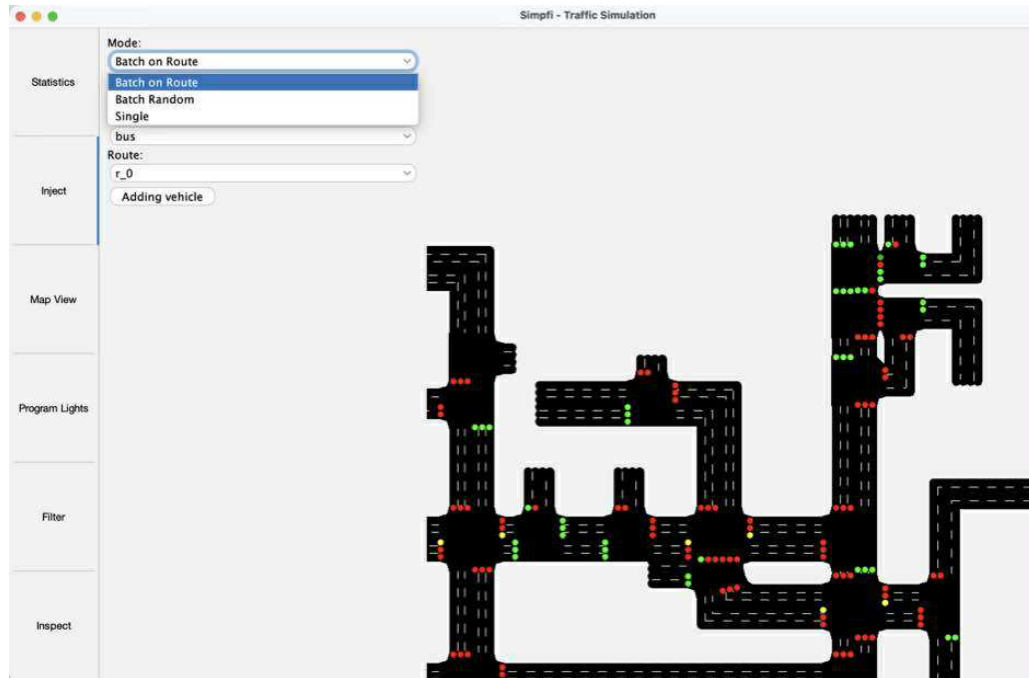 Simpfi - Traffic Simulation
Mode:
Batch on Route
Batch on Route
Batch Random
Single
bus
Route:
r_0
Adding vehicle
Statistics
Inject
Map View
Program Lights
Filter
Inspect